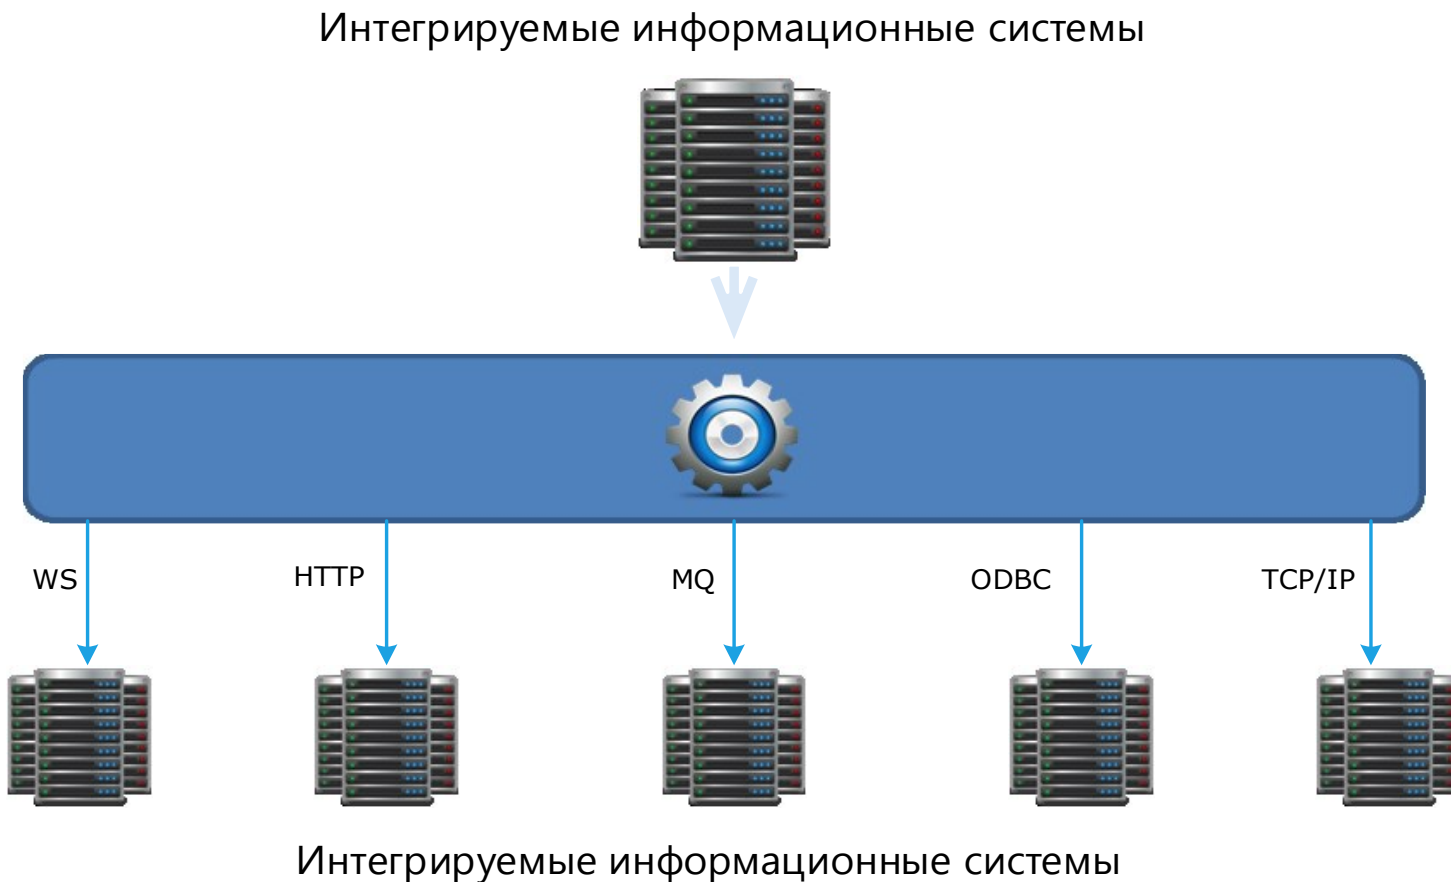 Интегрируемые информационные системы
WS
HTTP
MQ
ODBC
TCP/IP
Интегрируемые информационные системы